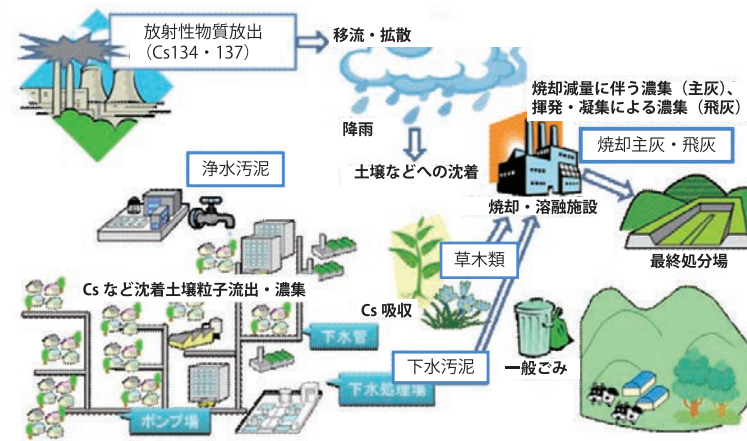 放射性物質放出
（Cs134・137）
移流・拡散
焼却減量に伴う濃集（主灰）、
揮発・凝集による濃集（飛灰）
降雨
焼却主灰・飛灰
浄水汚泥
土壌などへの沈着
焼却・溶融施設
草木類
最終処分場
Csなど沈着土壌粒子流出・濃集
Cs吸収
下水管
下水汚泥
一般ごみ
下水処理場
ポンプ場